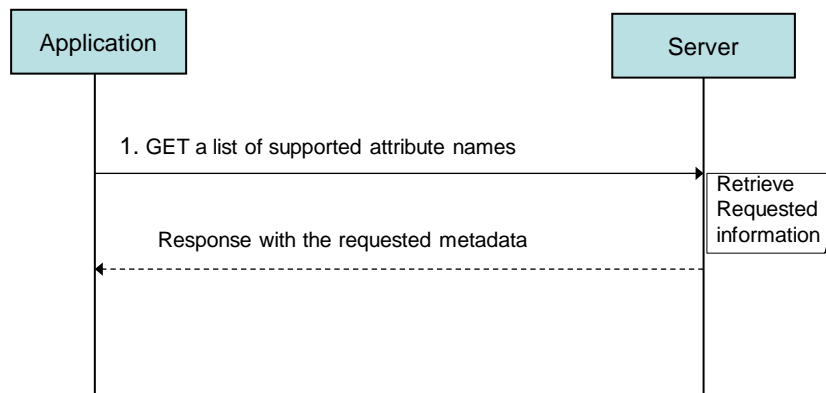 Application
Server
1. GET a list of supported attribute names
Retrieve
Requested
information
Response with the requested metadata